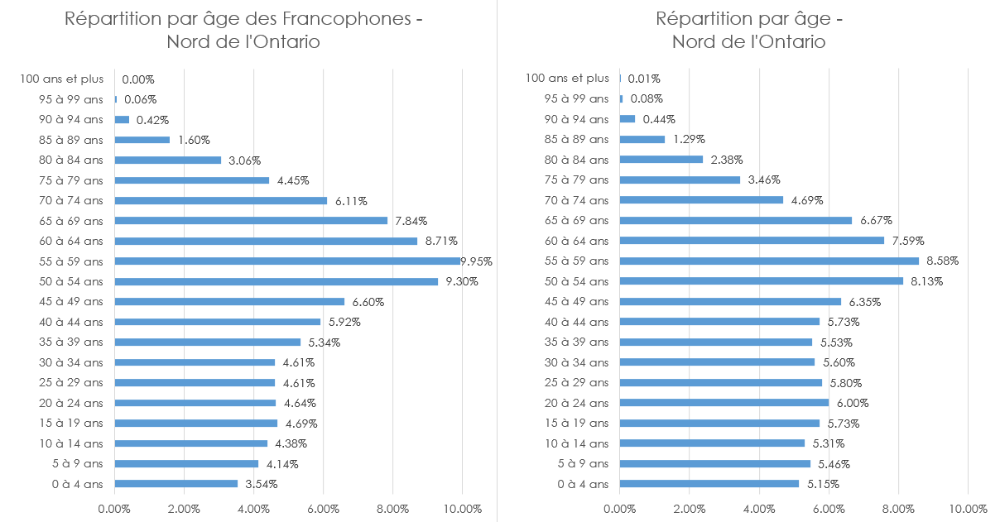 Répartition par âge des Francophones -
Nord de l'Ontario
100 ans et plus 0.00%
95 à 99 ans 0.06%
90 à 94 ans 0.42%
85 à 89 ans 1.60%
80 à 84 ans 3.06%
75 à 79 ans 4.45%
70 à 74 ans 6.11%
65 à 69 ans 7.84%
60 à 64 ans 8.71%
55 à 59 ans 9.95%
50 à 54 ans 9.30%
45 à 49 ans 6.60%
40 à 44 ans 5.92%
35 à 39 ans 5.34%
30 à 34 ans 4.61%
25 à 29 ans 4.61%
20 à 24 ans 4.64%
15 à 19 ans 4.69%
10 à 14 ans 4.38%
5 à 9 ans 4.14%
0 à 4 ans 3.54%
0.00% 2.00% 4.00% 6.00% 8.00% 10.00%
Répartition par âge -
Nord de l'Ontario
100 ans et plus 0.01%
95 à 99 ans 0.08%
90 à 94 ans 0.44%
85 à 89 ans 1.29%
80 à 84 ans 2.38%
75 à 79 ans 3.46%
70 à 74 ans 4.69%
65 à 69 ans 6.67%
60 à 64 ans 7.59%
55 à 59 ans 8.58%
50 à 54 ans 8.13%
45 à 49 ans 6.35%
40 à 44 ans 5.73%
35 à 39 ans 5.53%
30 à 34 ans 5.60%
25 à 29 ans 5.80%
20 à 24 ans 6.00%
15 à 19 ans 5.73%
10 à 14 ans 5.31%
5 à 9 ans 5.46%
0 à 4 ans 5.15%
0.00% 2.00% 4.00% 6.00% 8.00% 10.00%